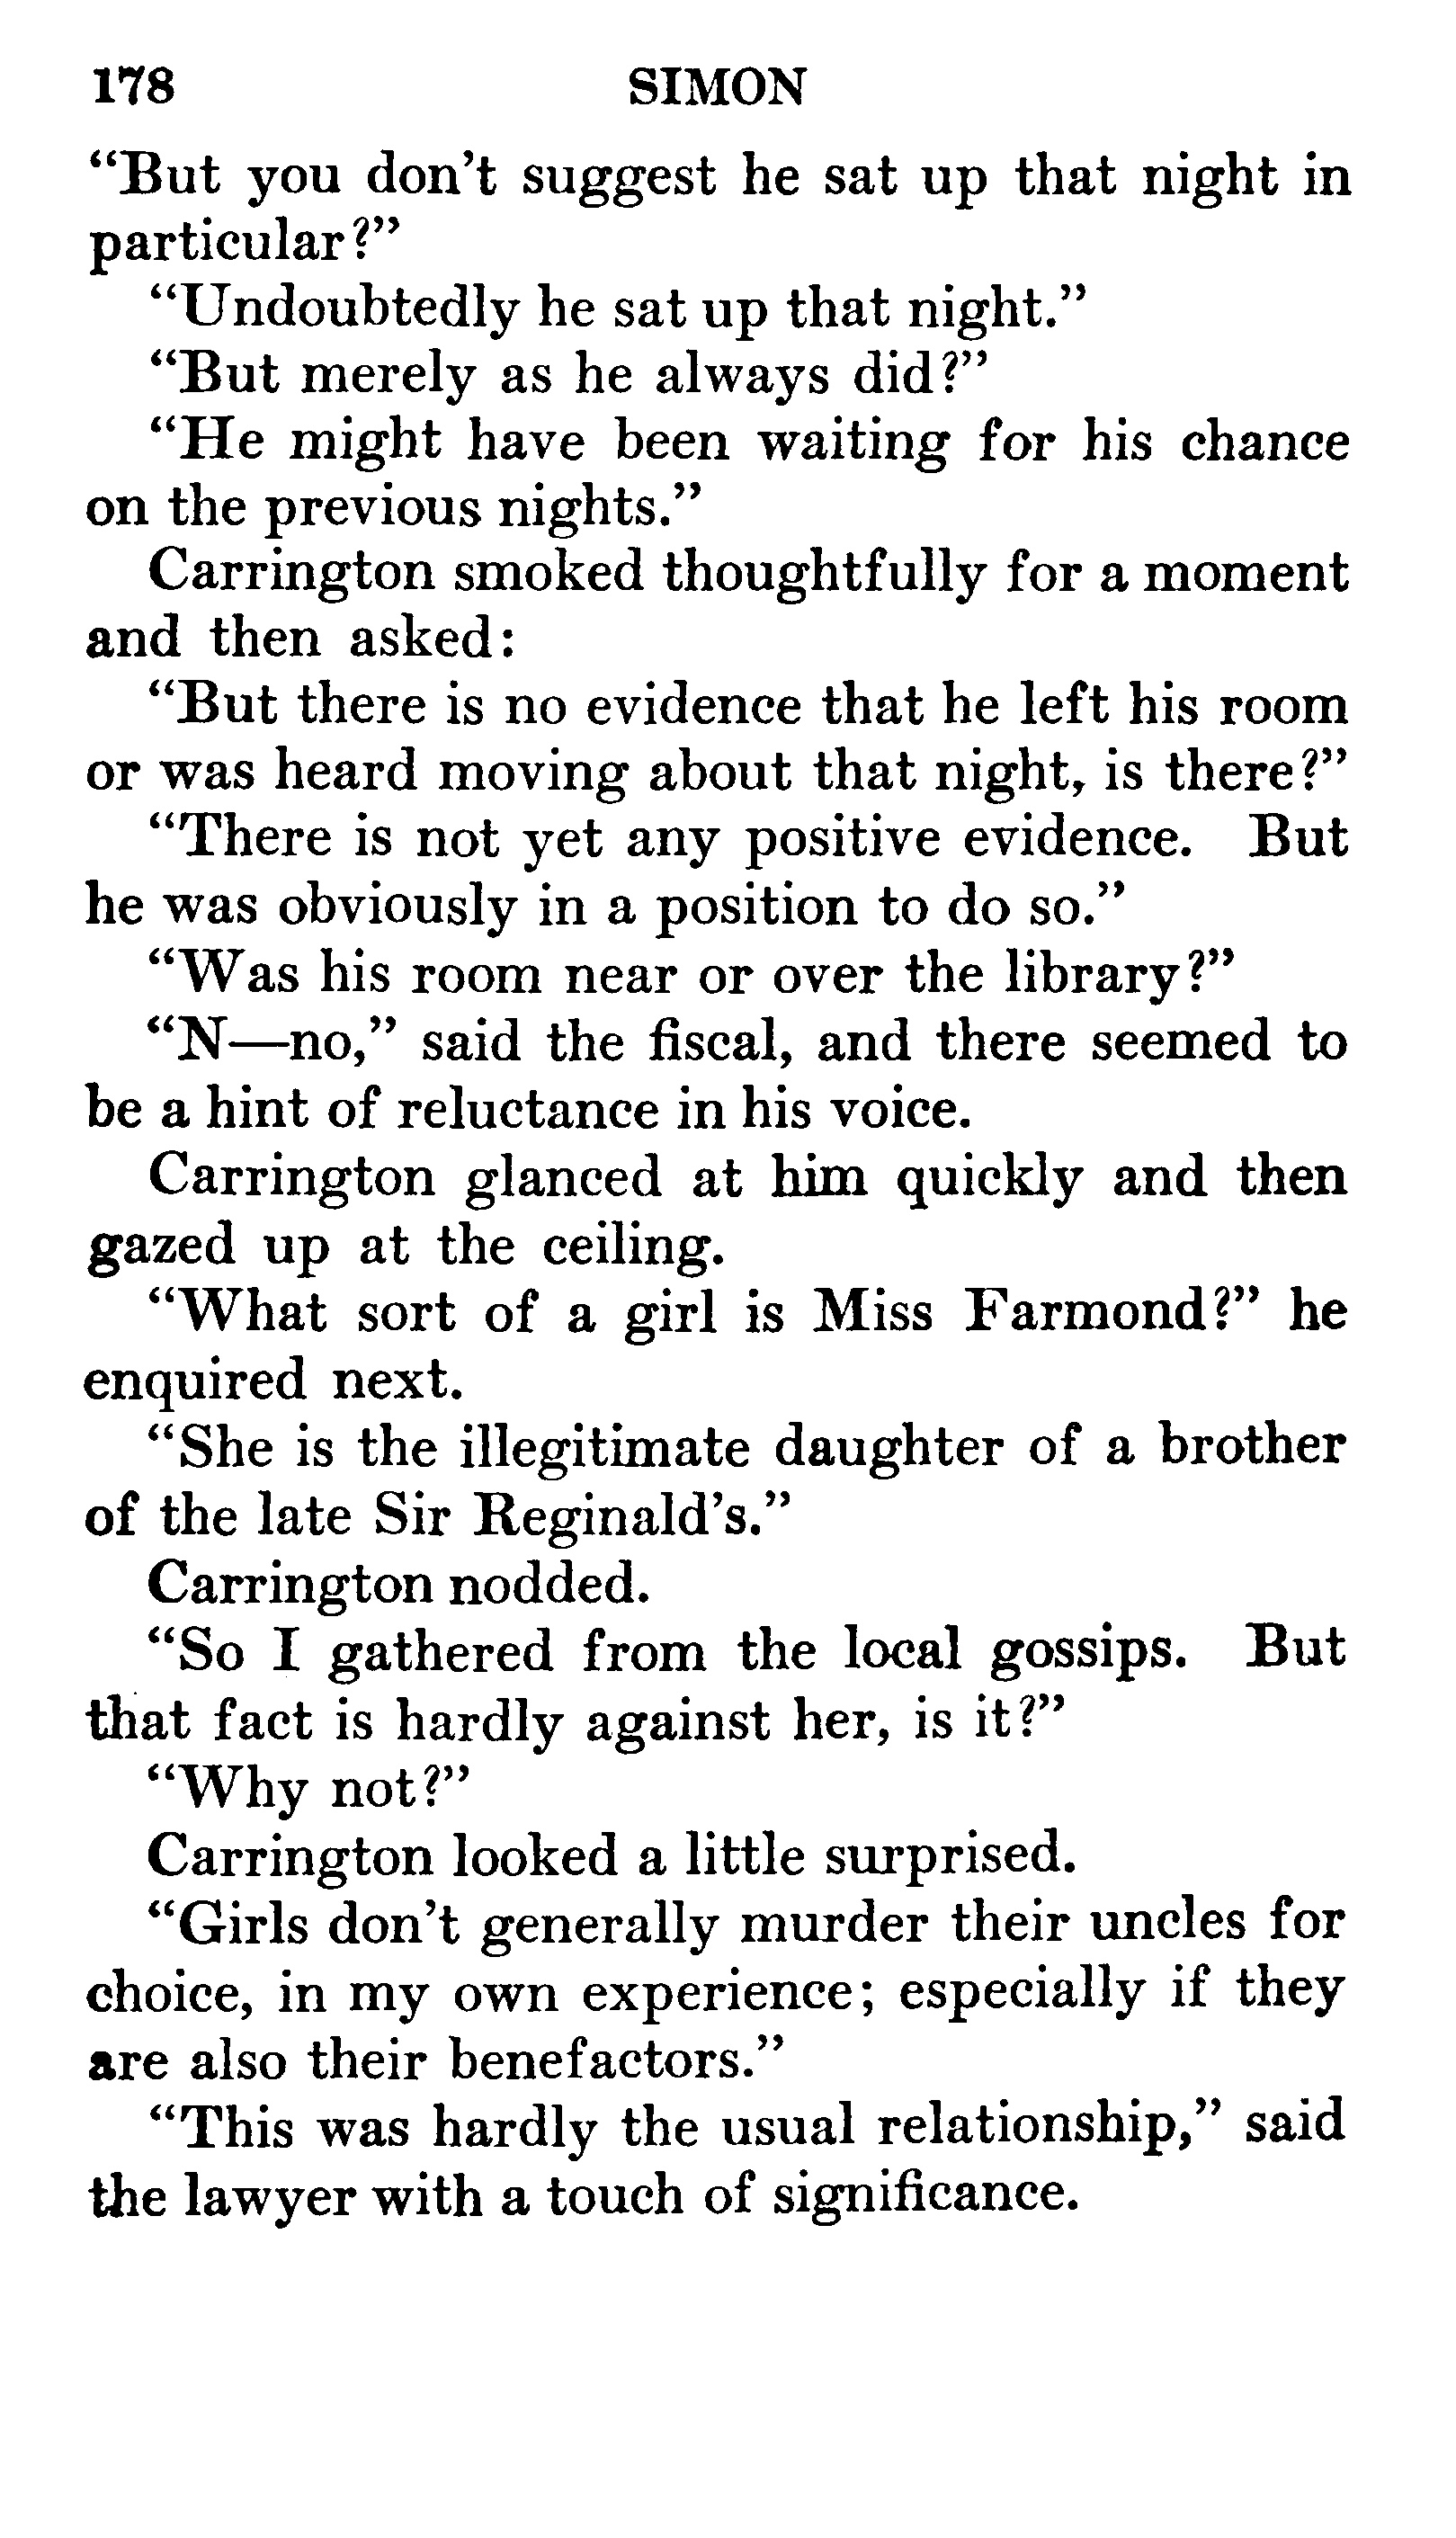 178 SIMON
“But you don’t suggest he sat up that night in
particular?”
“Undoubtedly he sat up that night.”
“But merely as he always did?”
“He might have been waiting for his chance
on the previous nights.”
Carrington smoked thoughtfully for a moment
and then asked:
“But there is no evidence that he left his room
or was heard moving about that night, is there?”
“There is not yet any positive evidence. But
he was obviously in a position to do so.”
“Was his room near or over the library?”
“N—no,” said the fiscal, and there seemed to
be a hint of reluctance in his voice.
Carrington glanced at him quickly and then
gazed up at the ceiling.
“What sort of a girl is Miss Farmond?” he
enquired next.
“She is the illegitimate daughter of a brother
of the late Sir Reginald’s.”
Carrington nodded.
“So I gathered from the local gossips. But
that fact is hardly against her, is it?”
“Why not?”
Carrington looked a little surprised.
“Girls don’t generally murder their uncles for
choice, in my own experience; especially if they
are also their benefactors.”
“This was hardly the usual relationship,” said
the lawyer with a touch of significance.